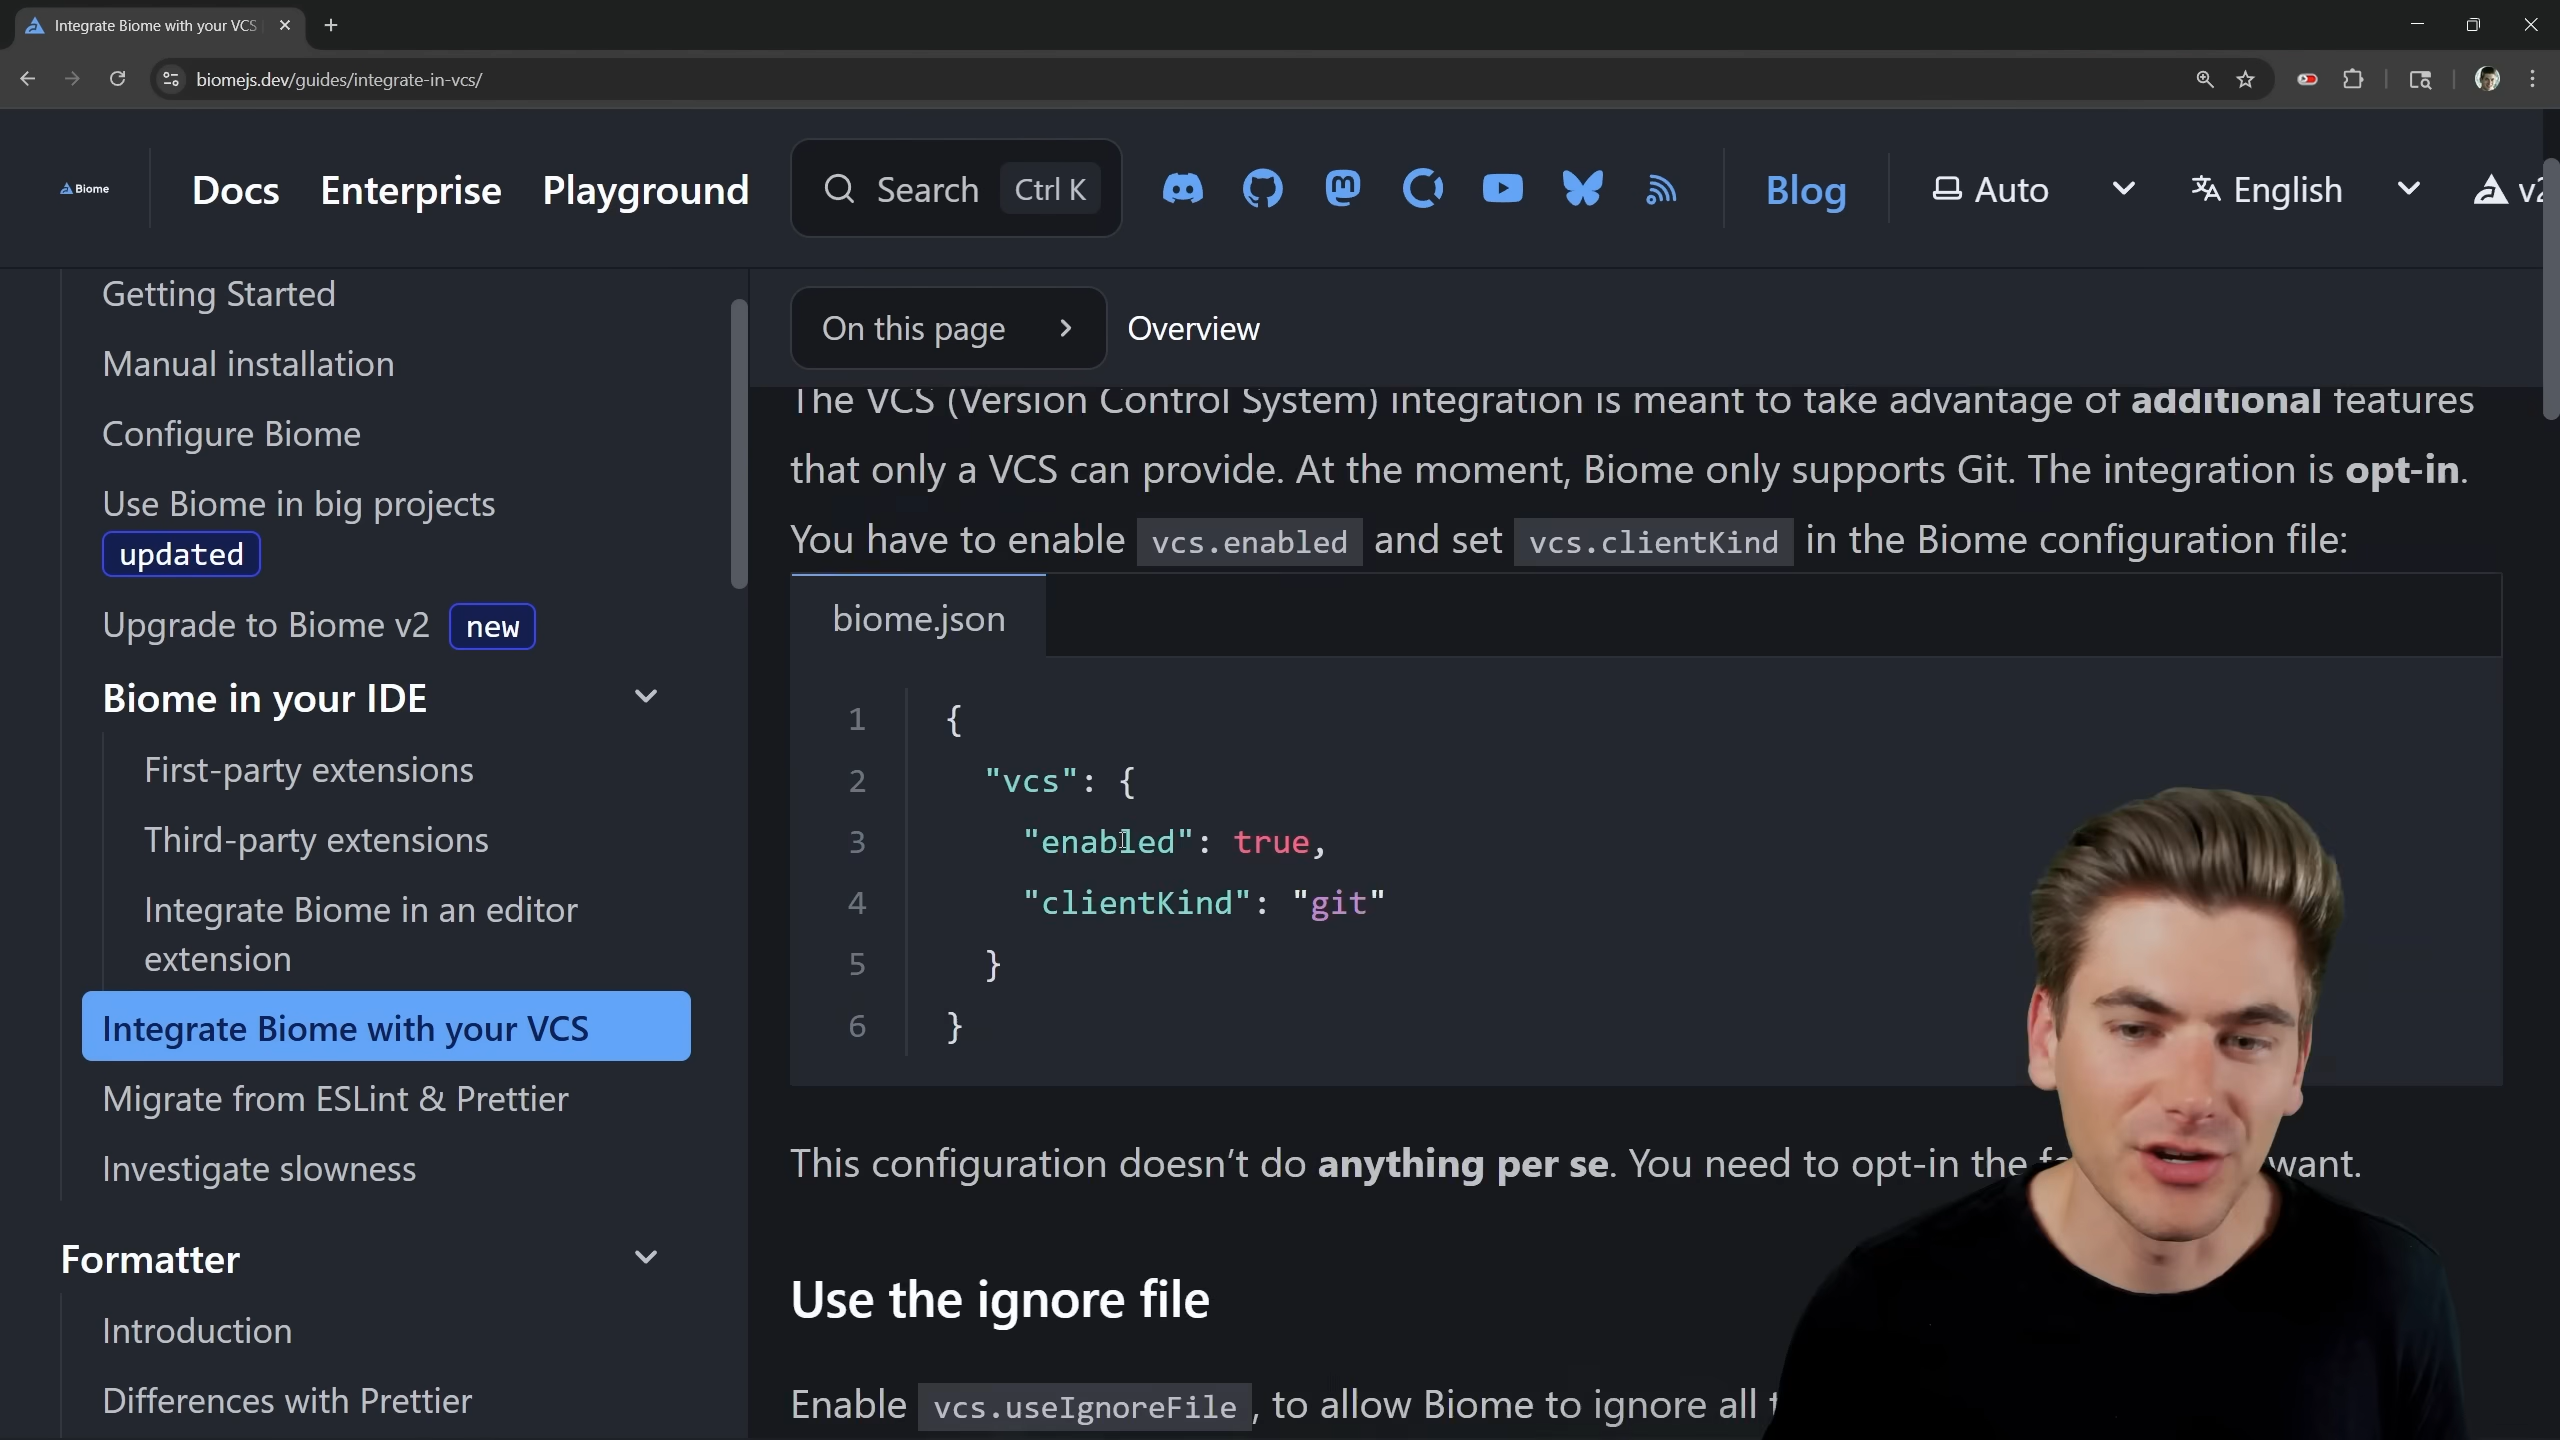 Integrate Biome with your VCS
biomejs.dev/guides/integrate-in-vcs/
Biome
Docs Enterprise Playground
Search Ctrl K
Blog
Auto
English
Getting Started
Manual installation
Configure Biome
Use Biome in big projects
updated
Upgrade to Biome v2 new
Biome in your IDE
First-party extensions
Third-party extensions
Integrate Biome in an editor
extension
Integrate Biome with your VCS
Migrate from ESLint & Prettier
Investigate slowness
Formatter
Introduction
Differences with Prettier
On this page Overview
The VCS (Version Control System) integration is meant to take advantage of additional features
that only a VCS can provide. At the moment, Biome only supports Git. The integration is opt-in.
You have to enable vcs.enabled and set vcs.clientKind in the Biome configuration file:
biome.json
1 {
2 "vcs": {
3 "enabled": true,
4 "clientKind": "git"
5 }
6 }
This configuration doesn't do anything per se. You need to opt-in the want.
Use the ignore file
Enable vcs.useIgnoreFile, to allow Biome to ignore all